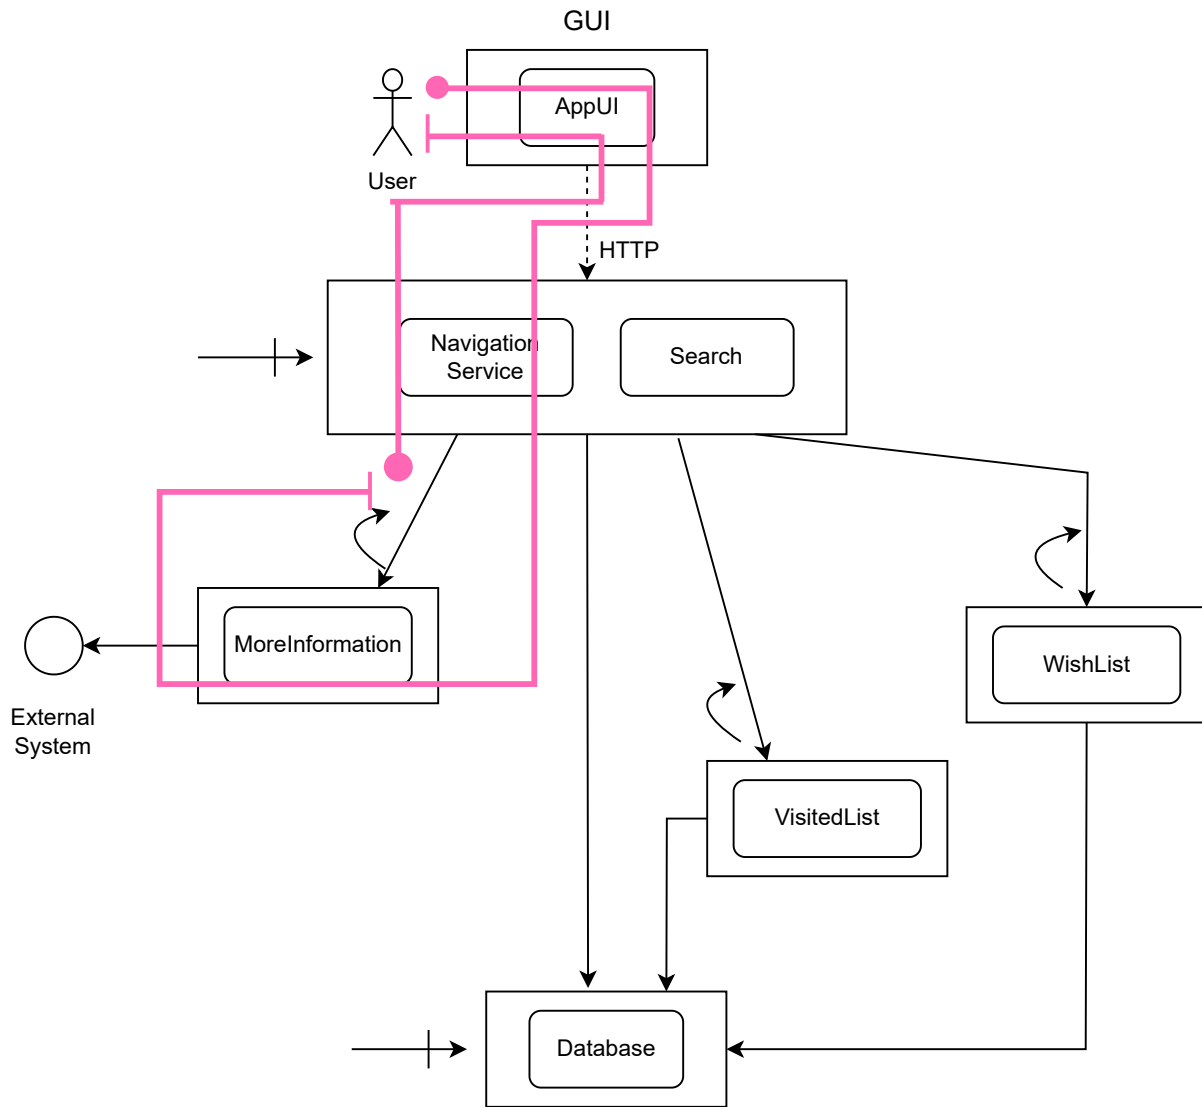 GUI
AppUI
User
HTTP
Navigation
Service
Search
MoreInformation
WishList
External
System
VisitedList
Database